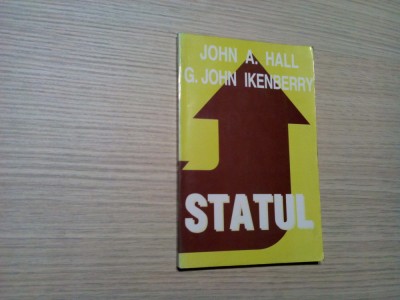 JOHN A. HALL
G. JOHN IKENBERRY
STATUL